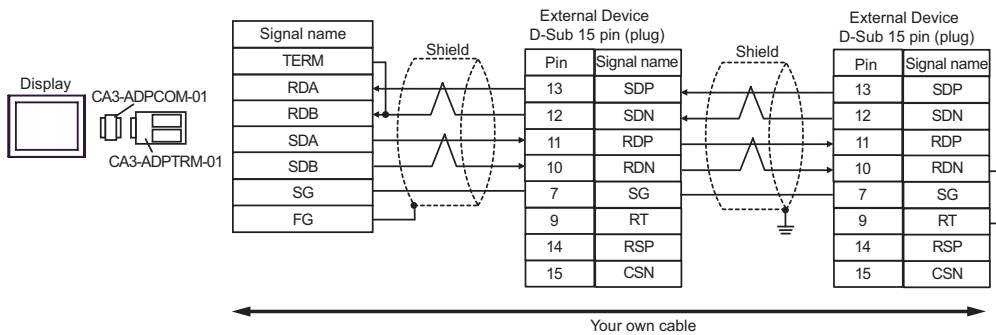 Display
CA3-ADPCOM-01
CA3-ADPTRM-01
Signal name
TERM
RDA
RDB
SDA
SDB
SG
FG
Shield
External Device
D-Sub 15 pin (plug)
Pin Signal name
13 SDP
12 SDN
11 RDP
10 RDN
7 SG
9 RT
14 RSP
15 CSN
Shield
External Device
D-Sub 15 pin (plug)
Pin Signal name
13 SDP
12 SDN
11 RDP
10 RDN
7 SG
9 RT
14 RSP
15 CSN
Your own cable